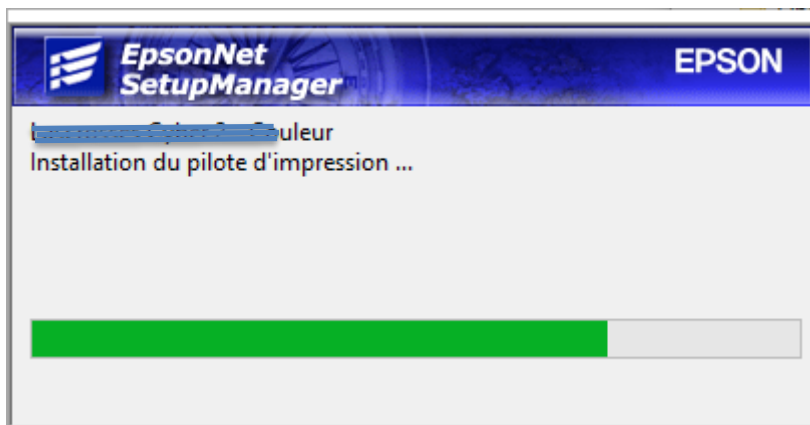 EpsonNet
SetupManager
EPSON
uleur
Installation du pilote d'impression ...